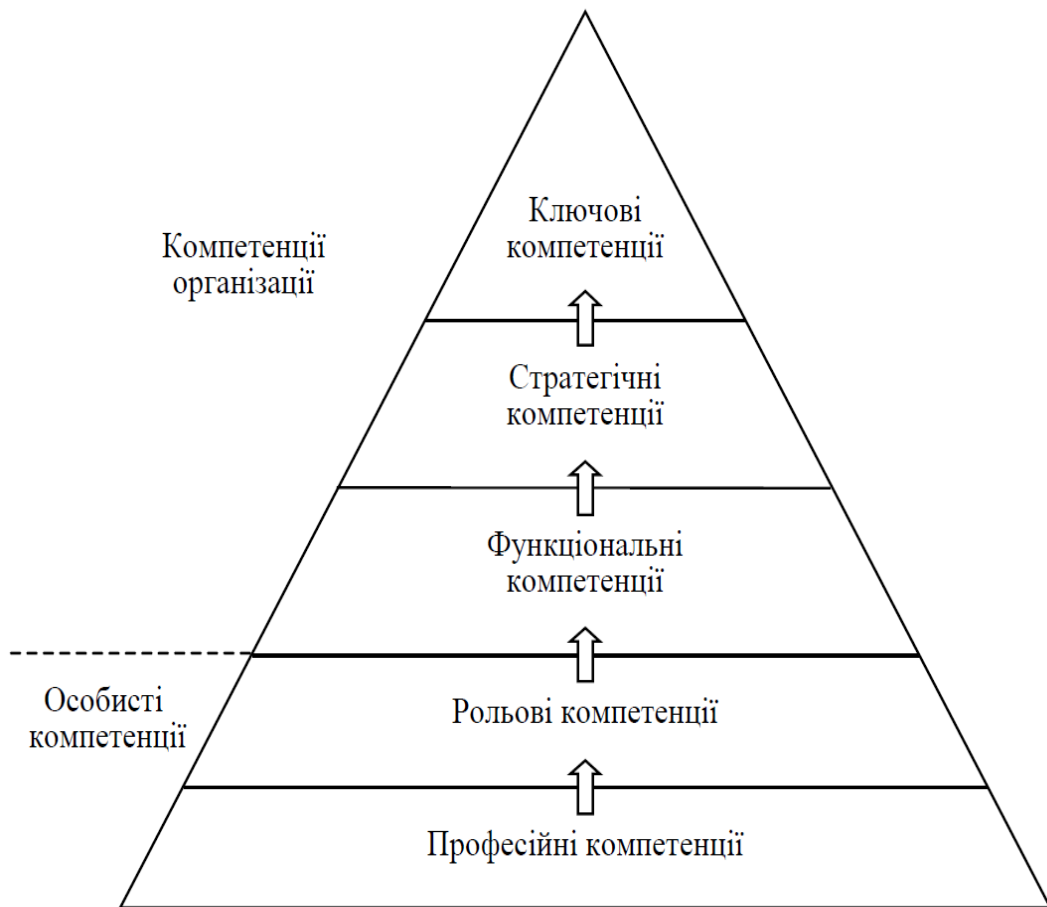 Ключові
компетенції
Компетенції
організації
Стратегічні
компетенції
Функціональні
компетенції
Особисті
компетенції
Рольові компетенції
Професійні компетенції